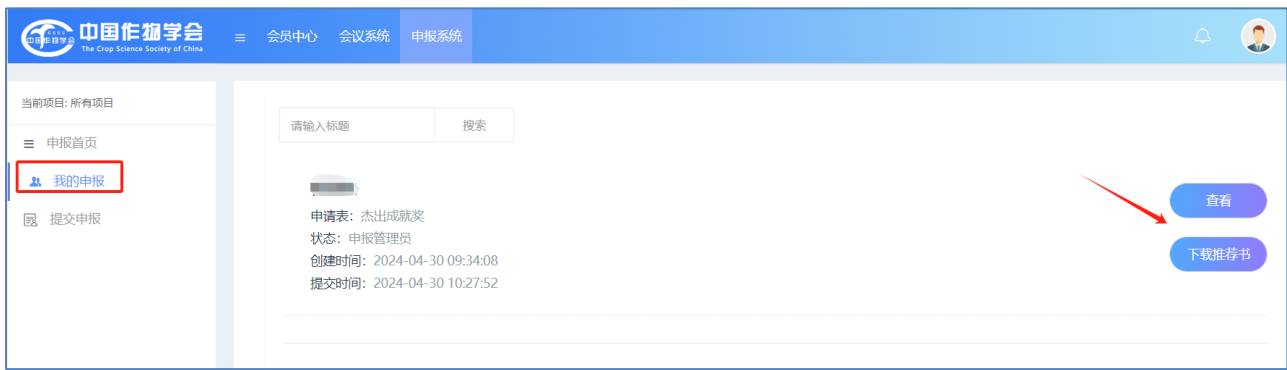 中国作物学会
The Crop Science Society of China
会员中心 会议系统 申报系统
当前项目: 所有项目
申报首页
我的申报
提交申报
请输入标题 搜索
申请表：杰出成就奖
状态：申报管理员
创建时间：2024-04-30 09:34:08
提交时间：2024-04-30 10:27:52
查看
下载推荐书